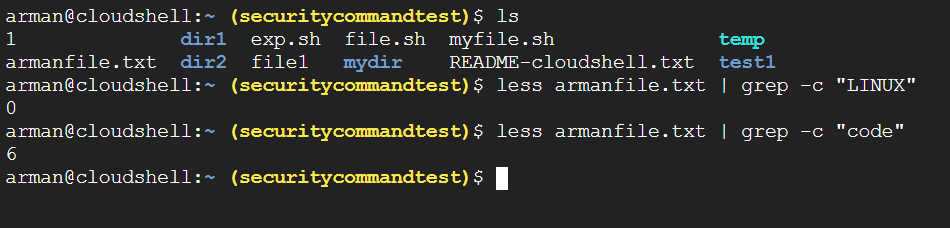 arman@cloudshell:~ (securitycommandtest)$ ls
1 dir1 exp.sh file.sh myfile.sh temp
armanfile.txt dir2 file1 mydir README-cloudshell.txt test1
arman@cloudshell:~ (securitycommandtest)$ less armanfile.txt | grep -c "LINUX"
0
arman@cloudshell:~ (securitycommandtest)$ less armanfile.txt | grep -c "code"
6
arman@cloudshell:~ (securitycommandtest)$